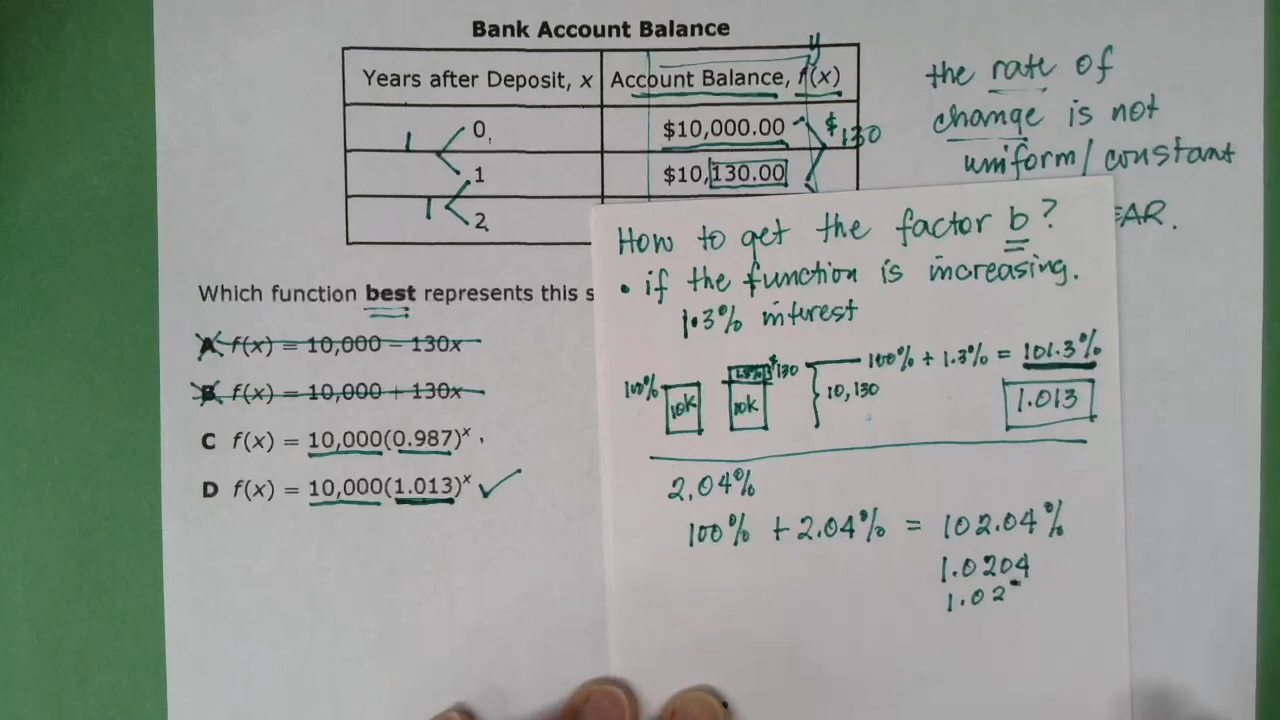 Bank Account Balance
y
Years after Deposit, x Account Balance, f(x)
0 $10,000.00 $130
1
1 $10,130.00
1
2
the rate of
change is not
uniform/constant
EAR.
How to get the factor b?
• if the function is increasing.
1.3% interest
100% 10k 10k 1.3% $130 10,130 100% + 1.3% = 101.3%
1.013
2.04%
100% + 2.04% = 102.04%
1.0204
1.02
Which function best represents this s
A f(x) = 10,000 − 130x
B f(x) = 10,000 + 130x
C f(x) = 10,000(0.987)ˣ
D f(x) = 10,000(1.013)ˣ